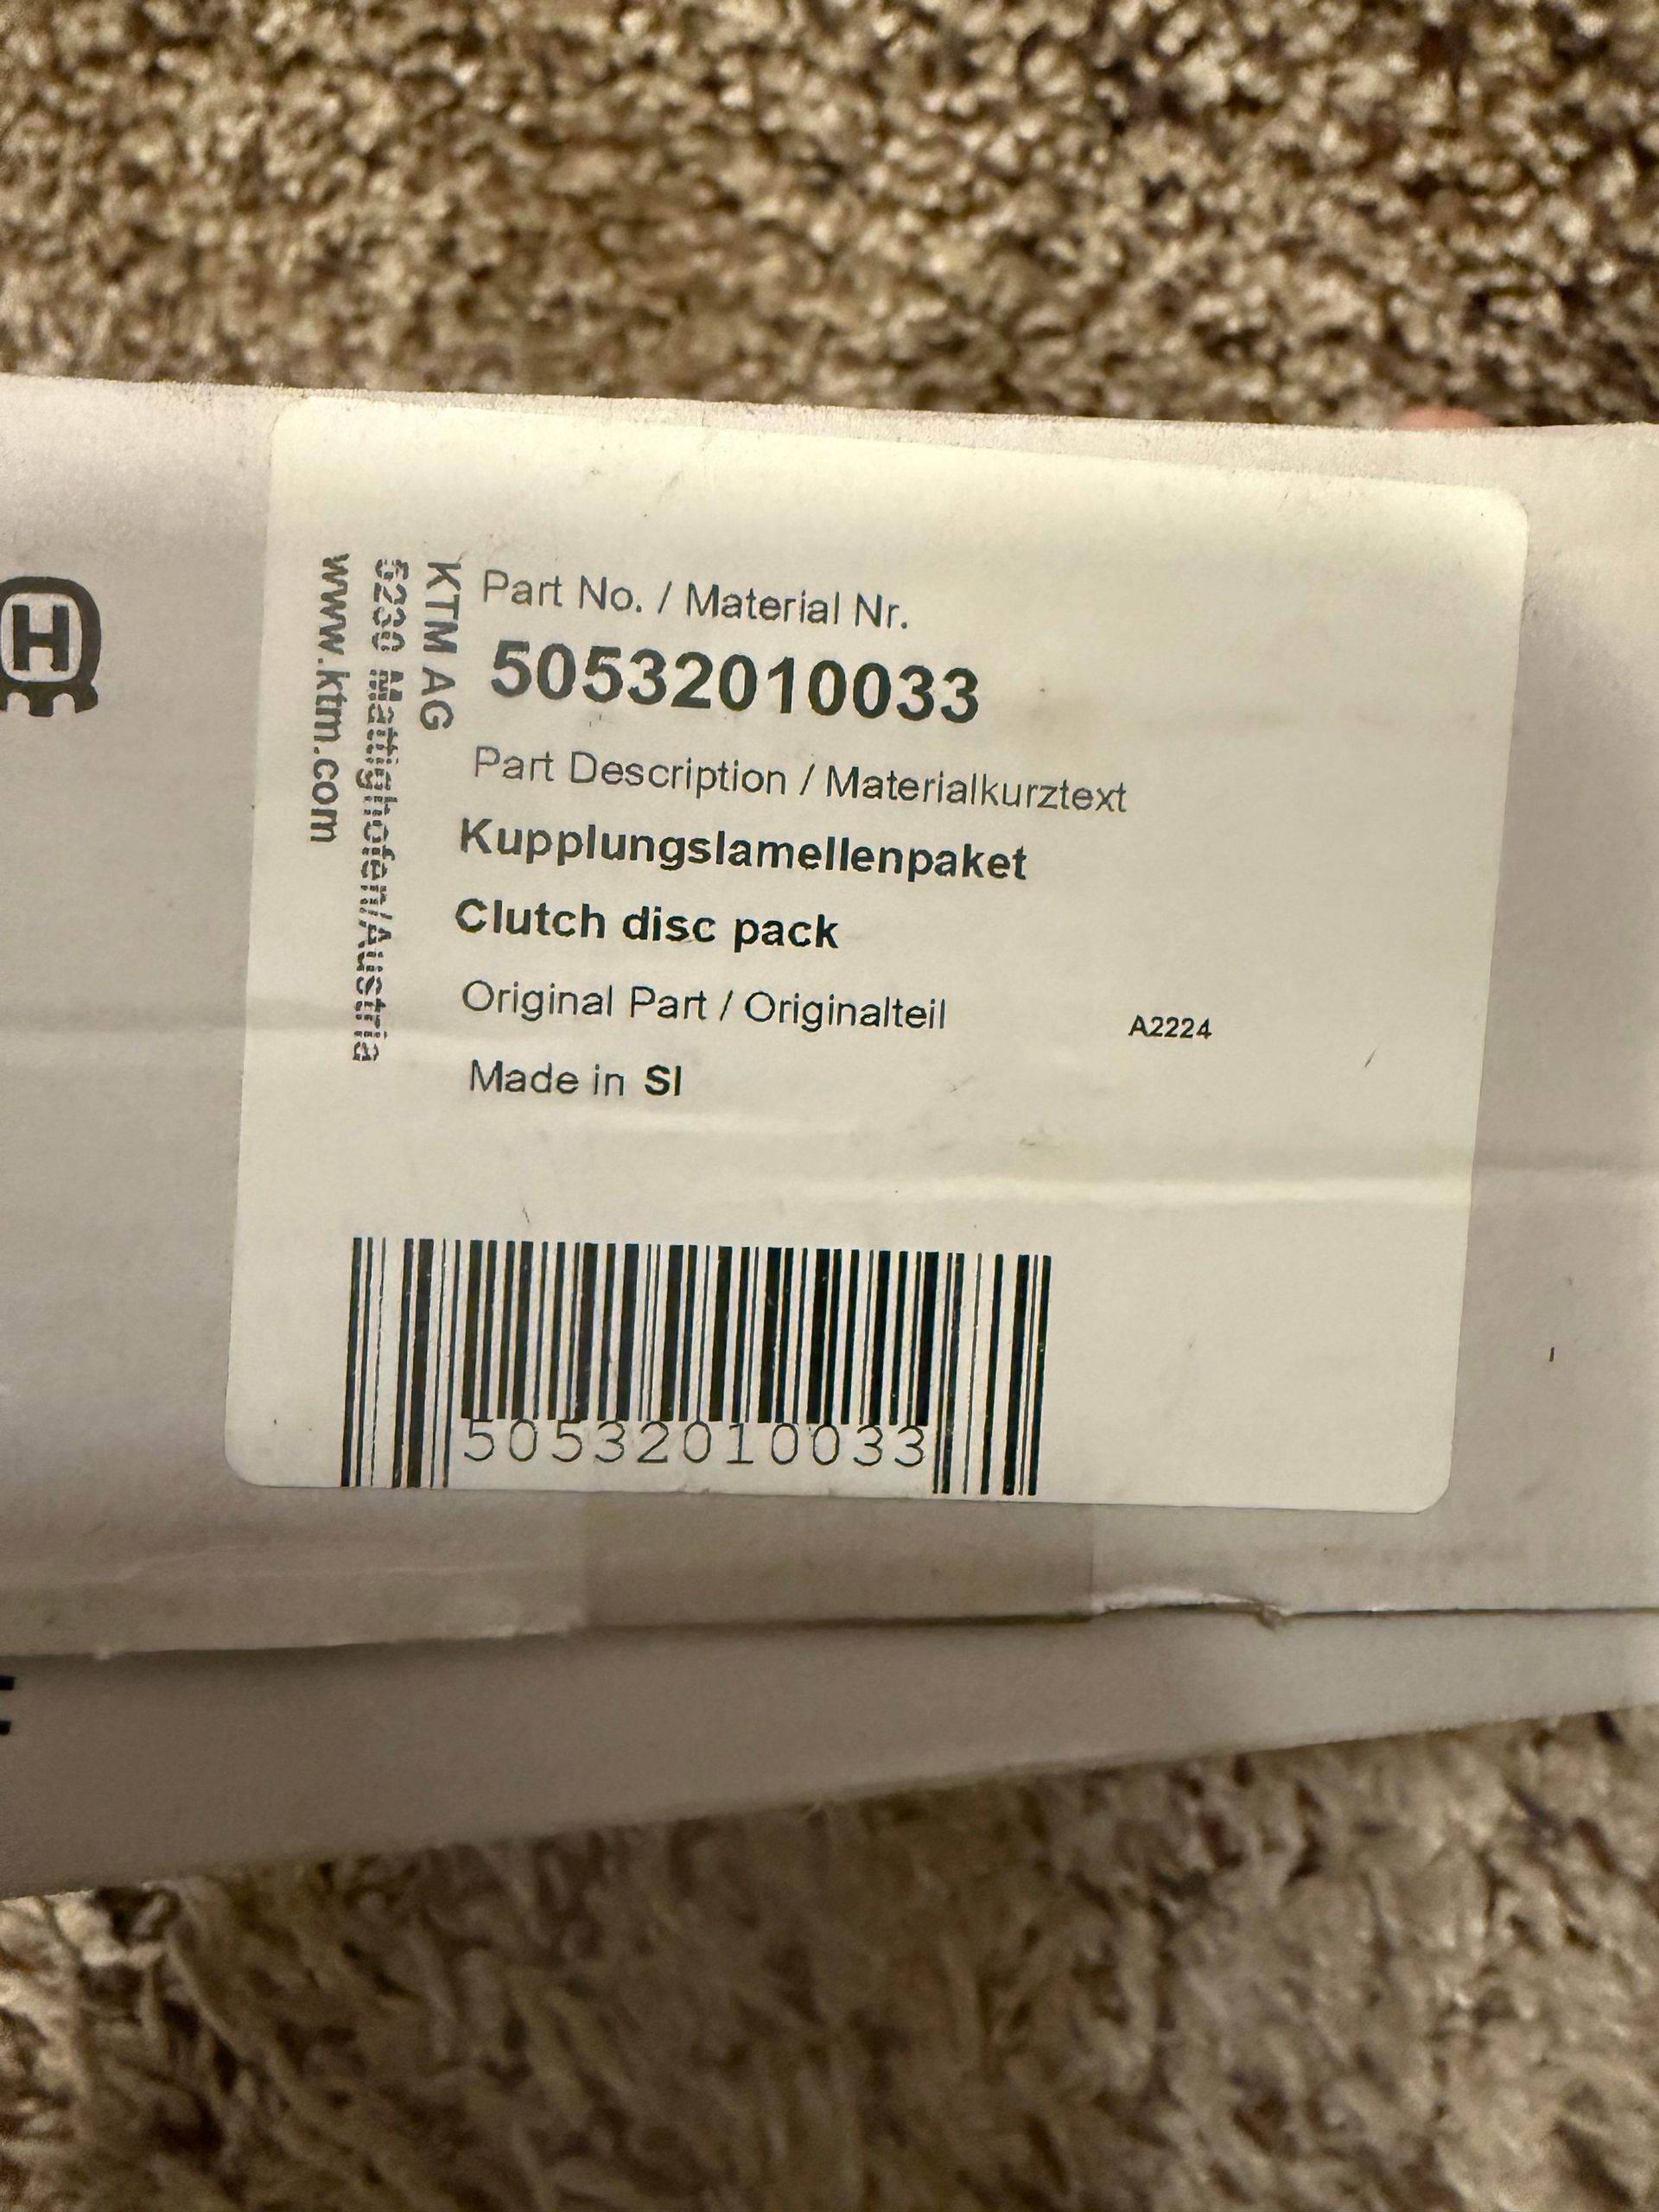 H
KTM AG
5230 Mattighofen/Austria
www.ktm.com
Part No. / Material Nr.
50532010033
Part Description / Materialkurztext
Kupplungslamellenpaket
Clutch disc pack
Original Part / Originalteil
A2224
Made in SI
50532010033